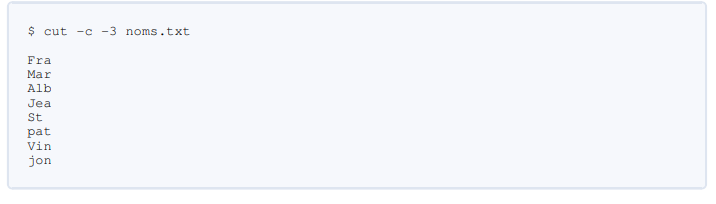 $ cut -c -3 noms.txt
Fra
Mar
Alb
Jea
St
pat
Vin
jon